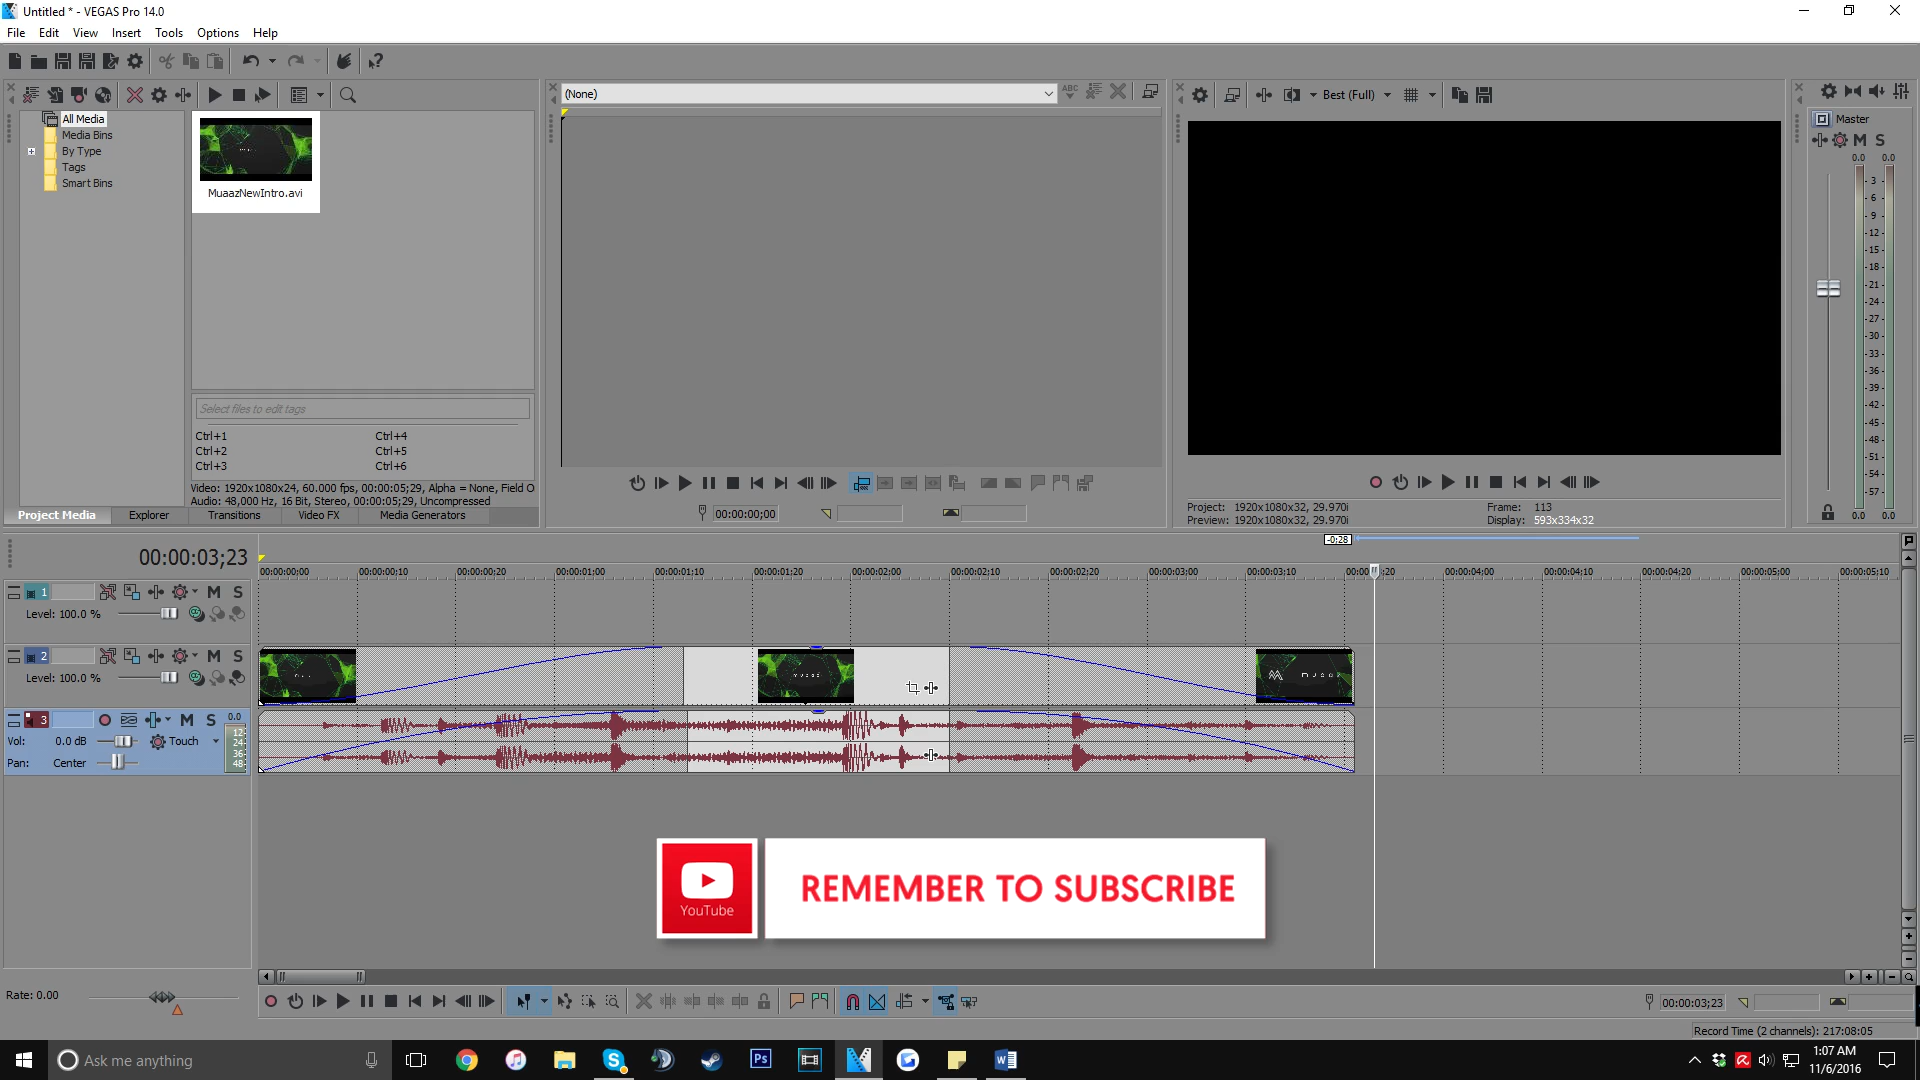 Untitled * - VEGAS Pro 14.0
File Edit View Insert Tools Options Help
(None)
Best (Full)
Master
All Media
Media Bins
By Type
Tags
Smart Bins
MuaazNewIntro.avi
M S
0.0 0.0
3
6
9
12
15
18
21
24
27
30
33
36
39
42
45
48
51
54
57
0.0 0.0
Select files to edit tags
Ctrl+1 Ctrl+4
Ctrl+2 Ctrl+5
Ctrl+3 Ctrl+6
Video: 1920x1080x24, 60.000 fps, 00:00:05;29, Alpha = None, Field O
Audio: 48,000 Hz, 16 Bit, Stereo, 00:00:05;29, Uncompressed
Project Media Explorer Transitions Video FX Media Generators
00:00:00;00
Project: 1920x1080x32, 29.970i
Preview: 1920x1080x32, 29.970i
Frame: 113
Display: 593x334x32
-0:28
00:00:03;23
00:00:00;00 00:00:00;10 00:00:00;20 00:00:01;00 00:00:01;10 00:00:01;20 00:00:02;00 00:00:02;10 00:00:02;20 00:00:03;00 00:00:03;10 00:00 ;20 00:00:04;00 00:00:04;10 00:00:04;20 00:00:05;00 00:00:05;10
1 M S
Level: 100.0 %
2 M S
Level: 100.0 %
3 M S 0.0
Vol: 0.0 dB Touch
Pan: Center
12
24
36
48
YouTube
REMEMBER TO SUBSCRIBE
Rate: 0.00
00:00:03;23
Record Time (2 channels): 217:08:05
Ask me anything
Ps
1:07 AM
11/6/2016